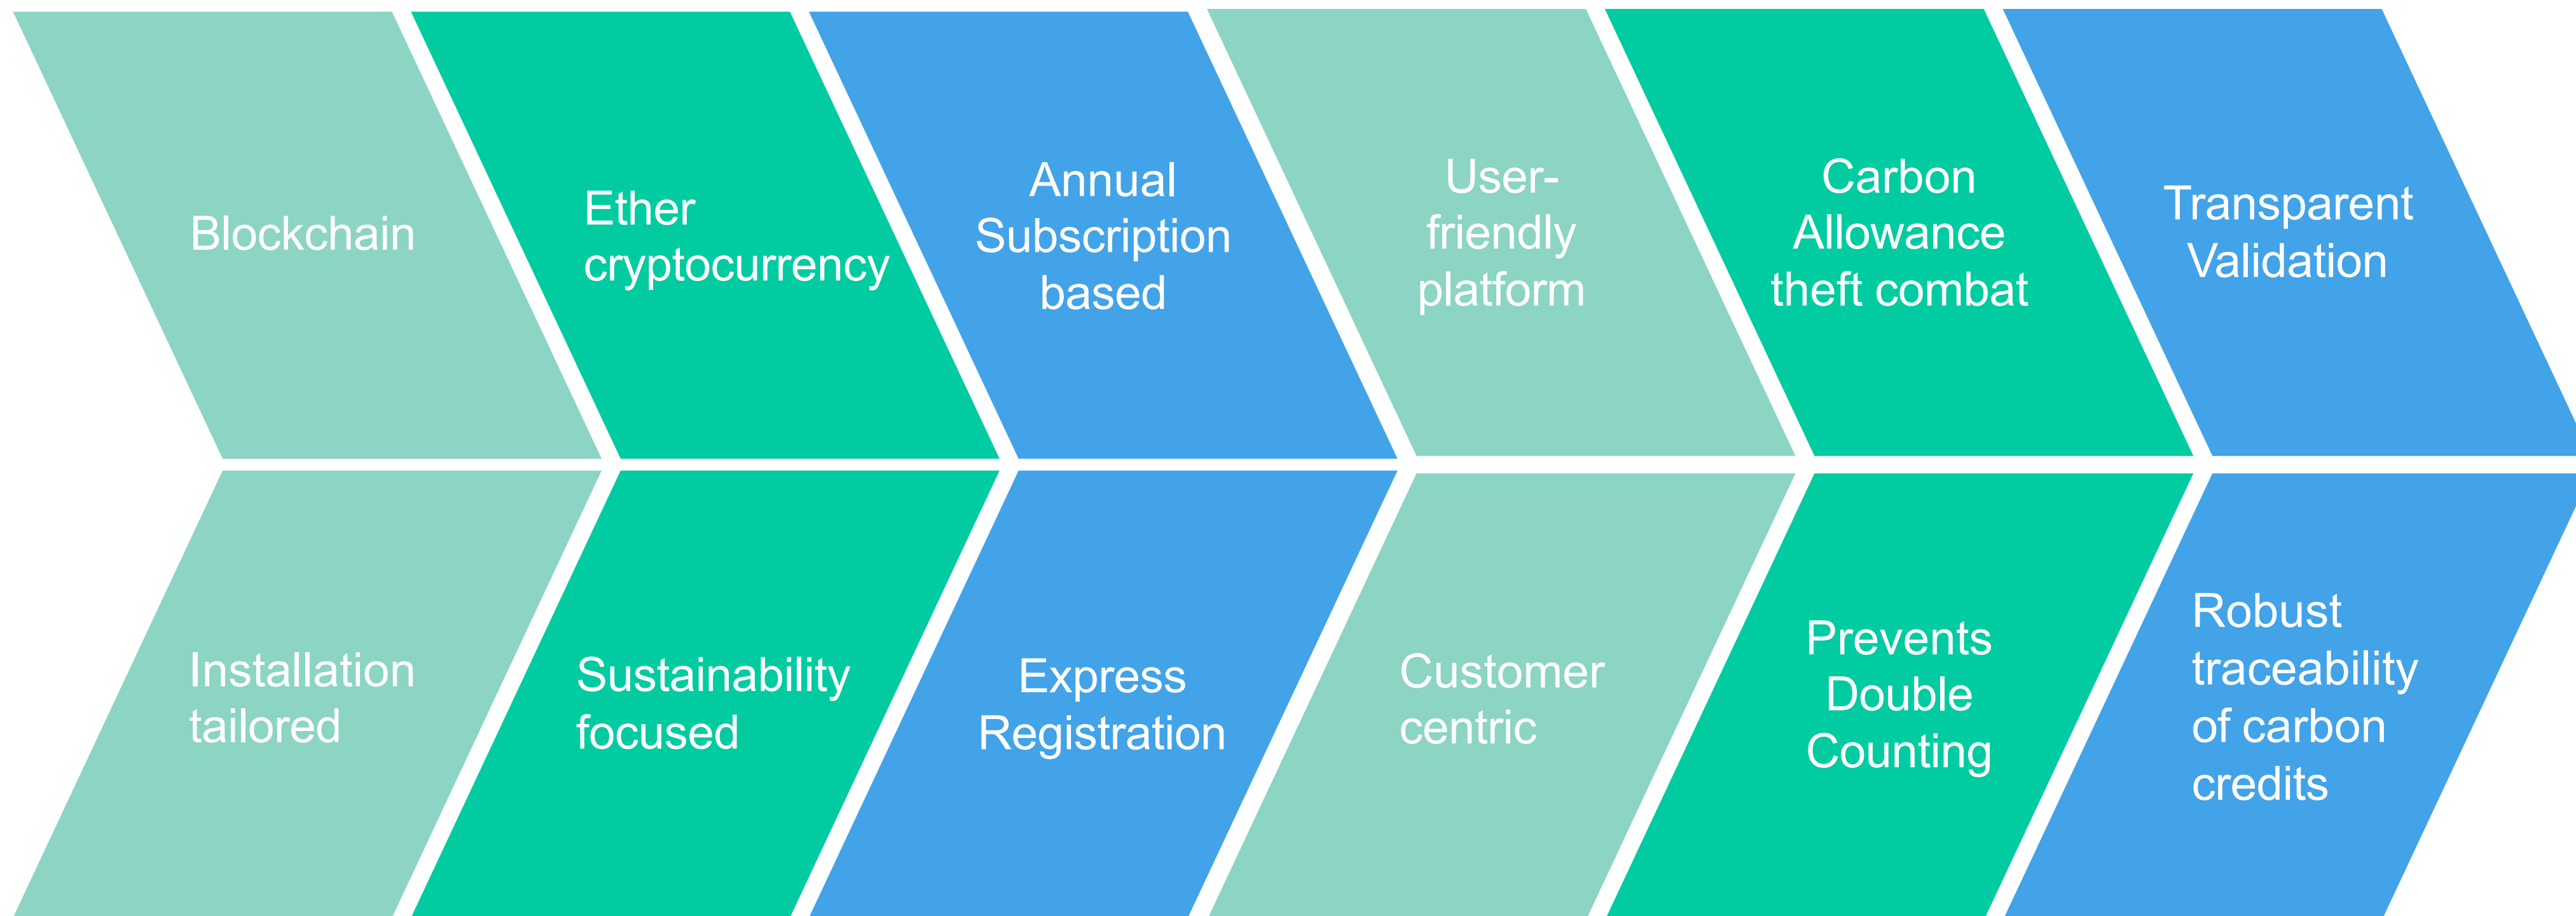 Blockchain
Ether
cryptocurrency
Annual
Subscription
based
User-
friendly
platform
Carbon
Allowance
theft combat
Transparent
Validation
Installation
tailored
Sustainability
focused
Express
Registration
Customer
centric
Prevents
Double
Counting
Robust
traceability
of carbon
credits